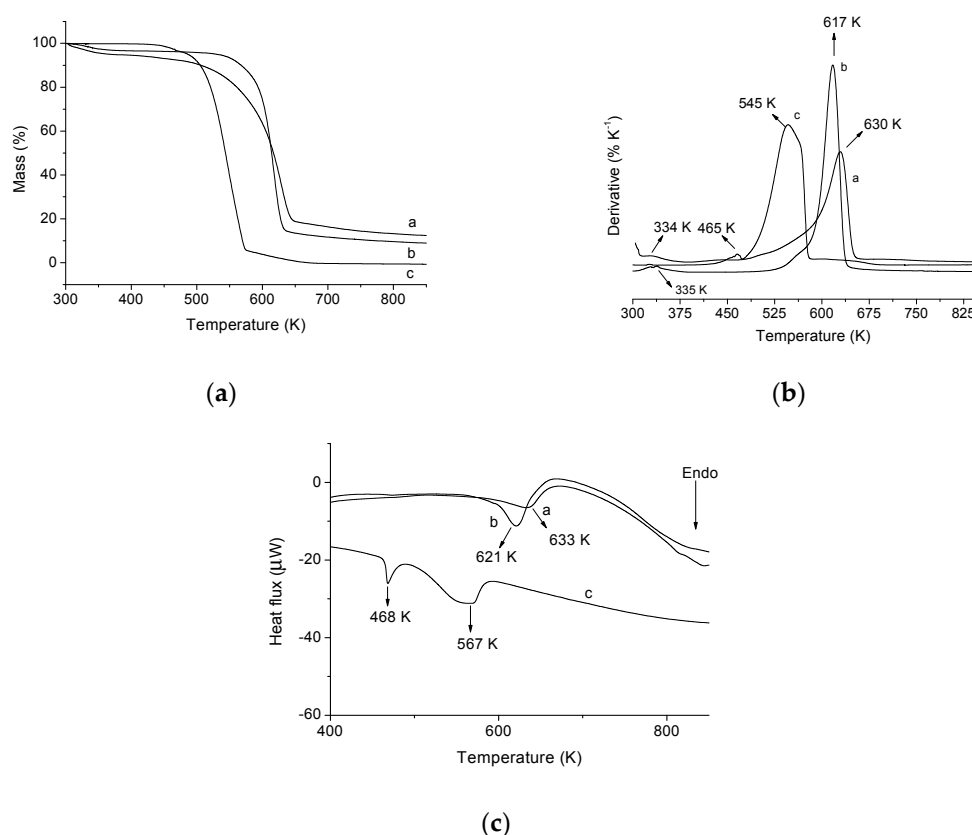 100
80
60
40
20
0
Mass (%)
a
b
c
300 400 500 600 700 800
Temperature (K)
(a)
617 K
b
545 K
c
630 K
a
334 K
465 K
335 K
Derivative (% K⁻¹)
300 375 450 525 600 675 750 825
Temperature (K)
(b)
0
-20
-40
-60
Heat flux (μW)
Endo
b
a
621 K
633 K
c
468 K
567 K
400 600 800
Temperature (K)
(c)